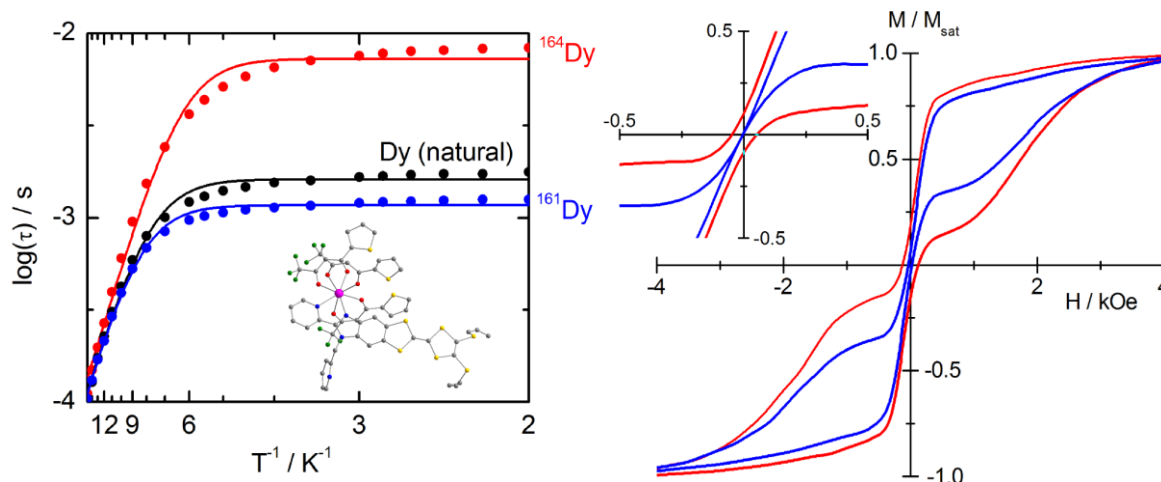 -2
¹⁶⁴Dy
Dy (natural)
-3
¹⁶¹Dy
log(τ) / s
-4
12 9 6 3 2
T⁻¹ / K⁻¹
M / M_sat
0.5
-0.5 0.5
-0.5
1.0
0.5
-4 -2 2 4
H / kOe
-0.5
-1.0